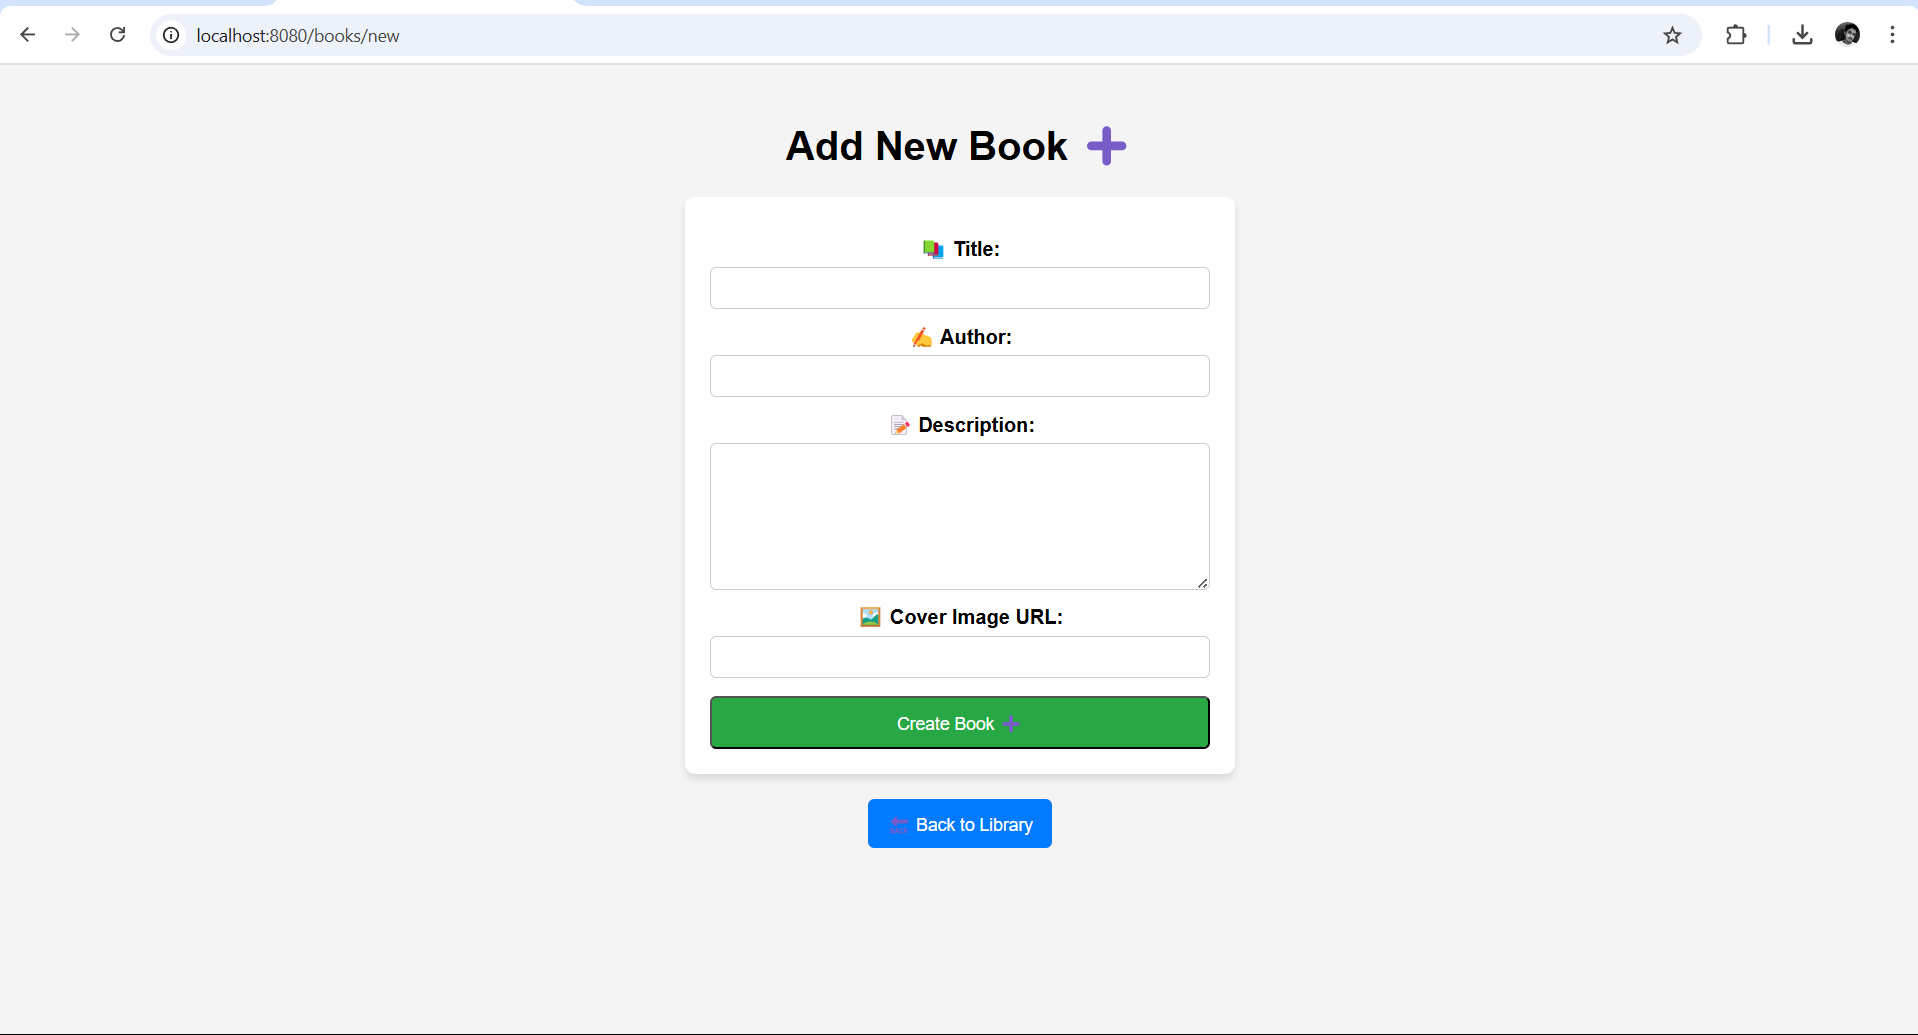 localhost:8080/books/new
Add New Book ➕
📚 Title:
✍️ Author:
📝 Description:
🖼️ Cover Image URL:
Create Book ➕
🔙 Back to Library